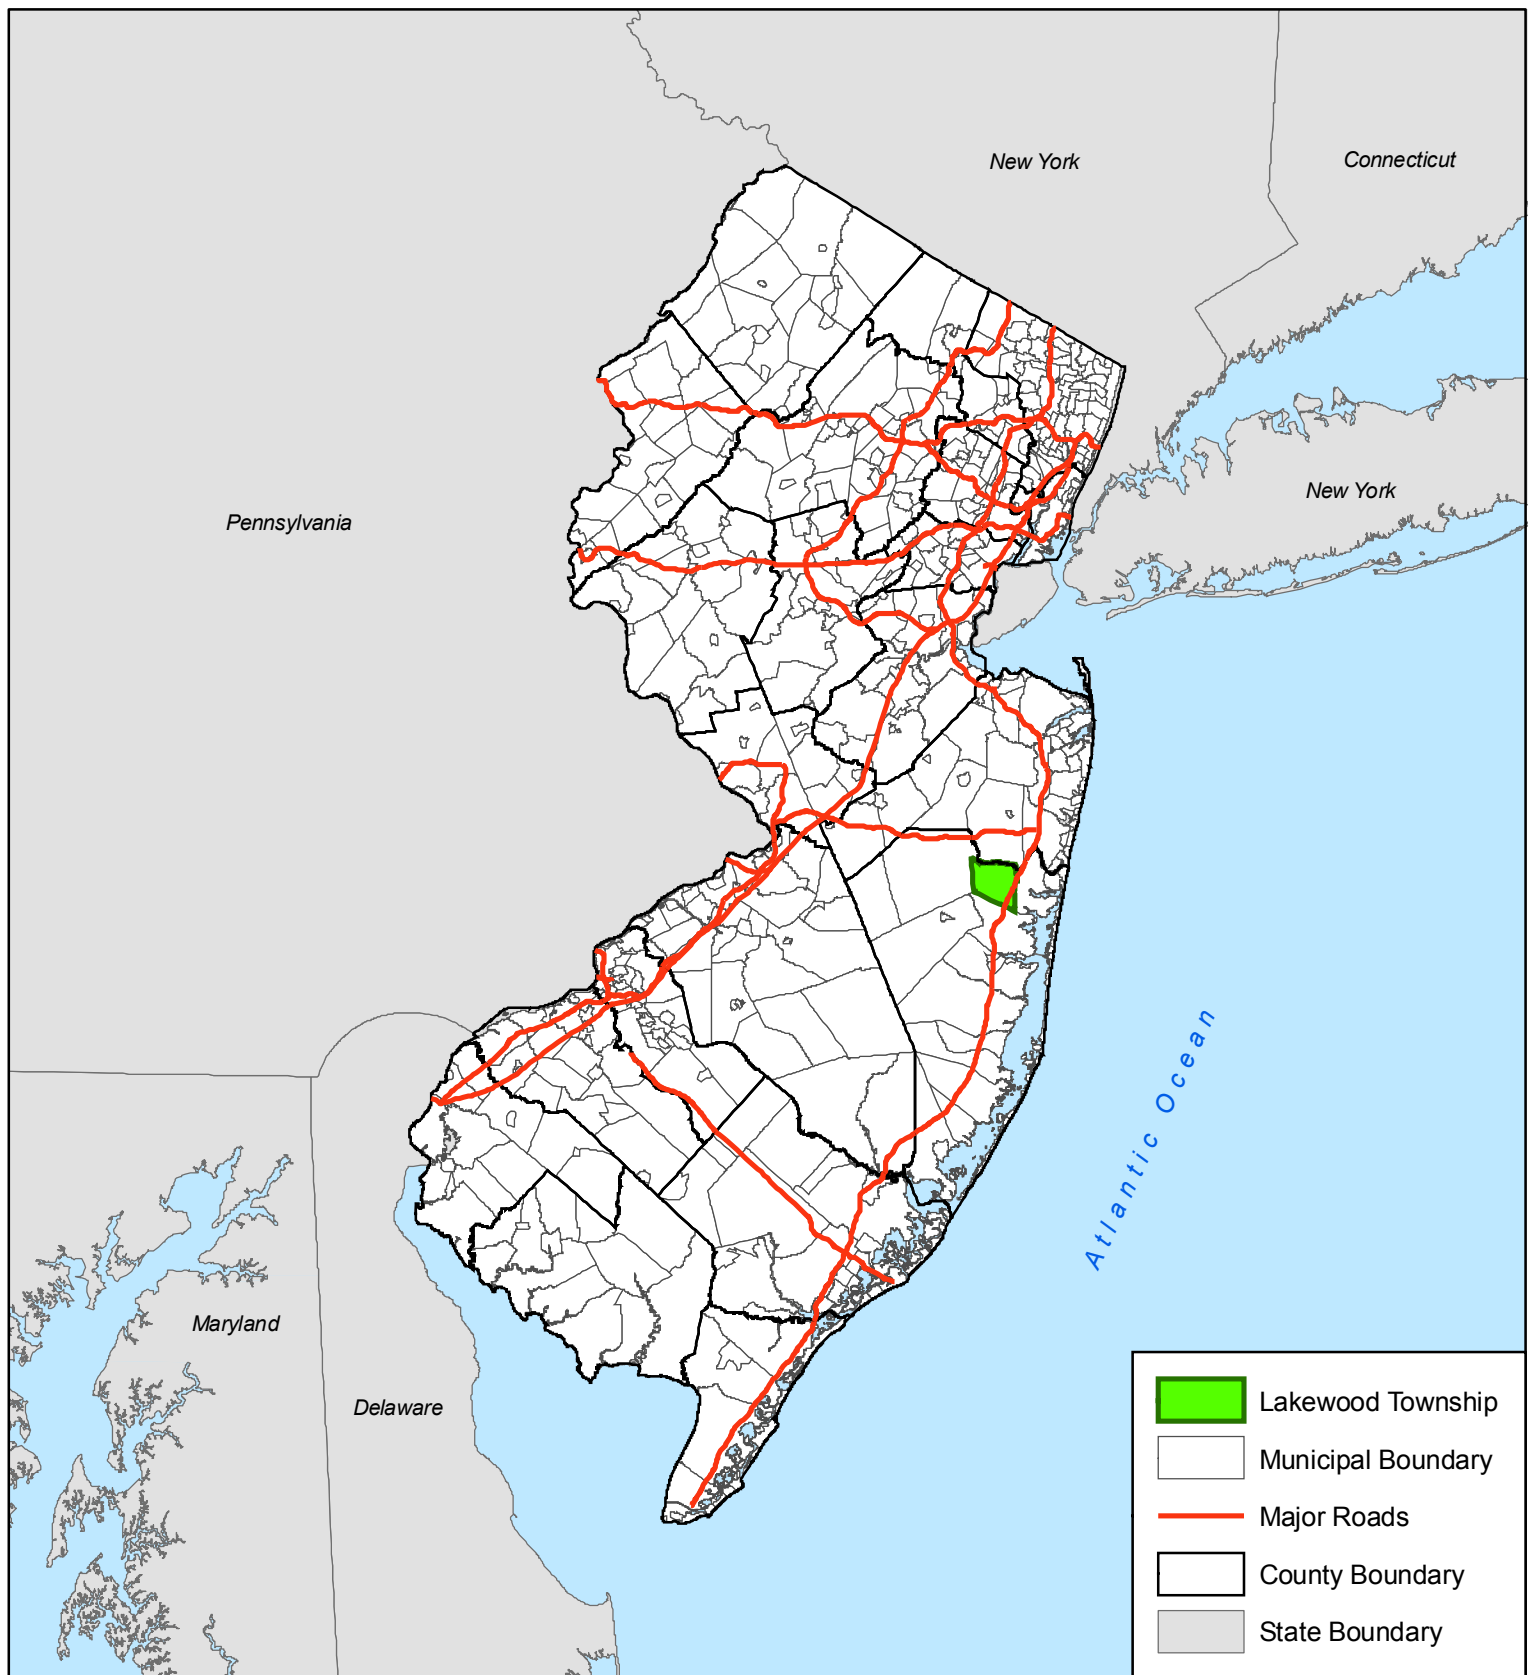 New York
Connecticut
New York
Pennsylvania
Atlantic Ocean
Maryland
Delaware
Lakewood Township
Municipal Boundary
Major Roads
County Boundary
State Boundary